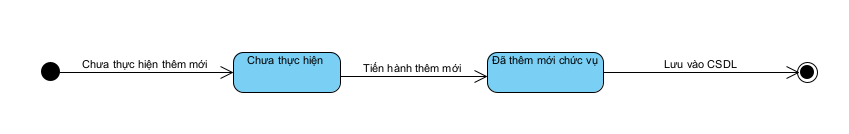 Chưa thực hiện thêm mới
Chưa thực hiện
Tiến hành thêm mới
Đã thêm mới chức vụ
Lưu vào CSDL